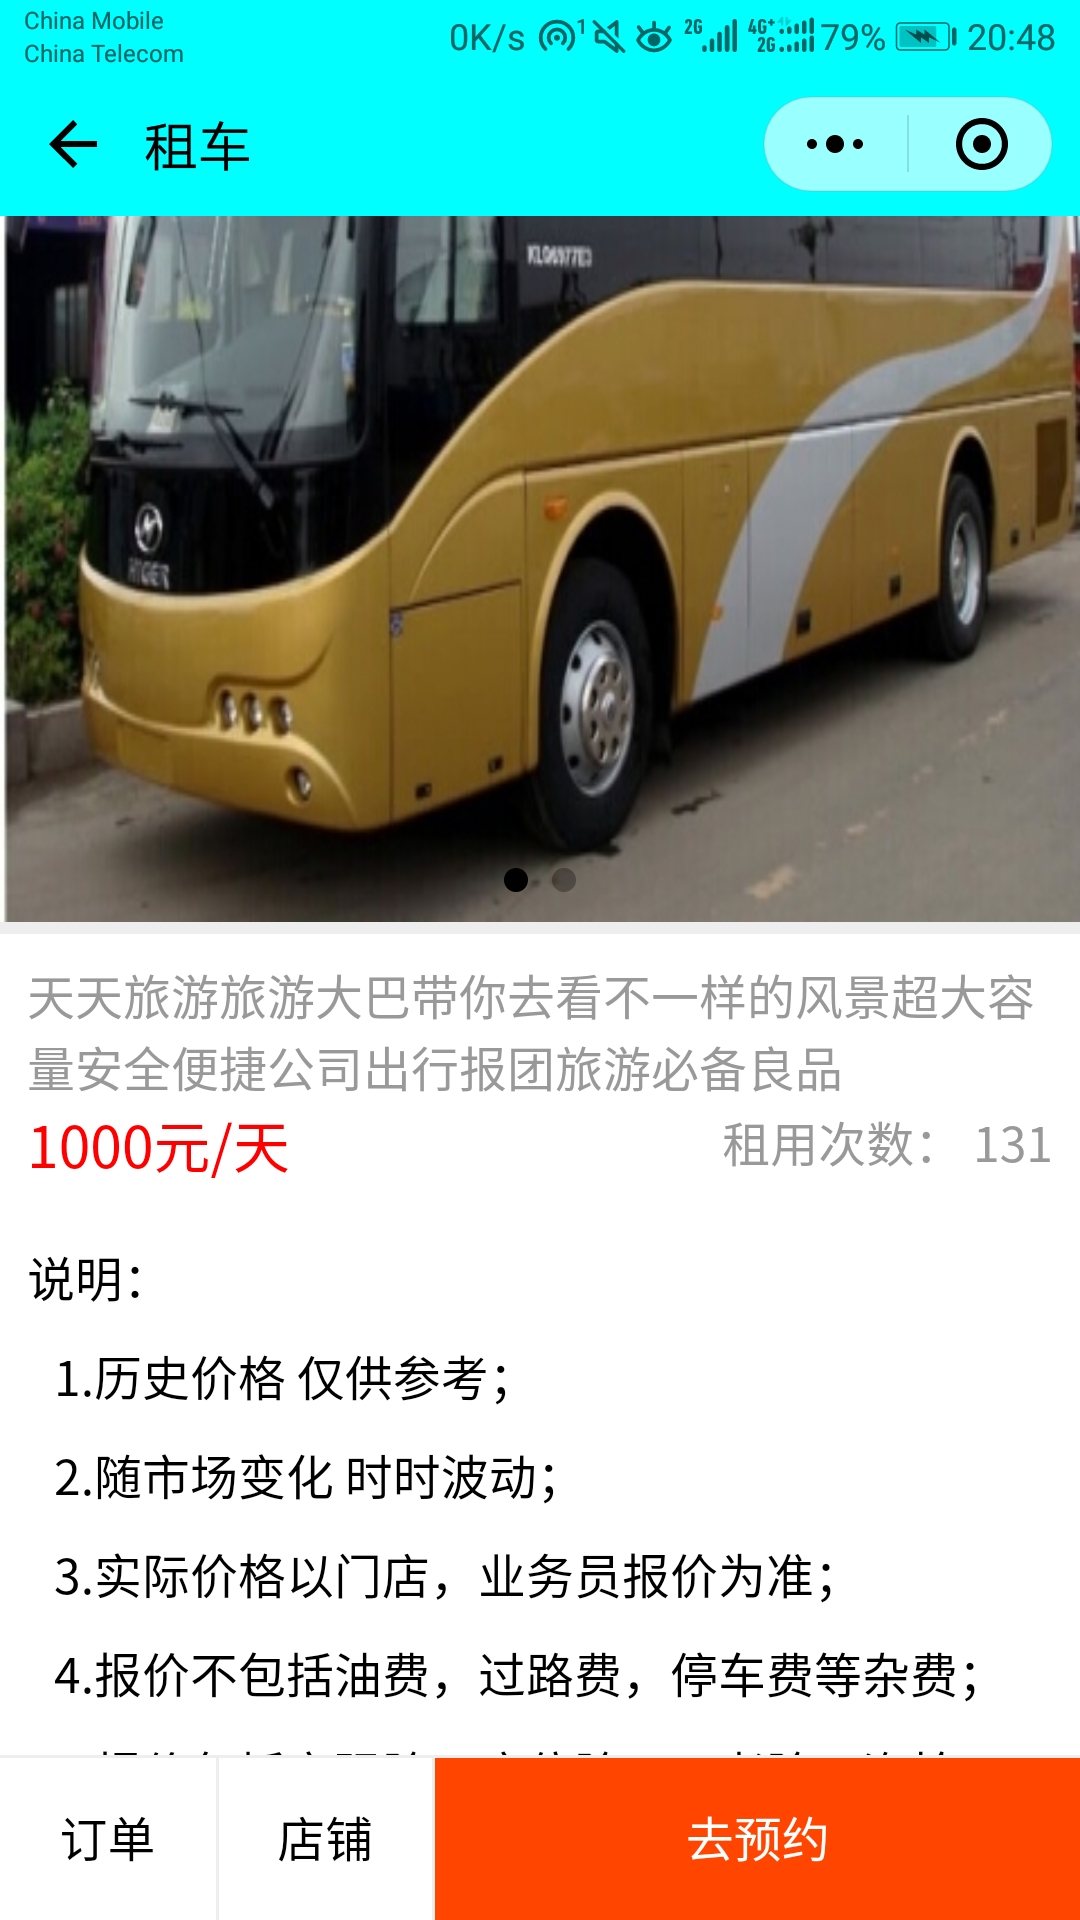 China Mobile
China Telecom
0K/s 1 2G 4G+ 2G 79% 20:48
租车
HIGER
天天旅游旅游大巴带你去看不一样的风景超大容
量安全便捷公司出行报团旅游必备良品
1000元/天 租用次数： 131
说明：
1.历史价格 仅供参考；
2.随市场变化 时时波动；
3.实际价格以门店，业务员报价为准；
4.报价不包括油费，过路费，停车费等杂费；
订单 店铺 去预约